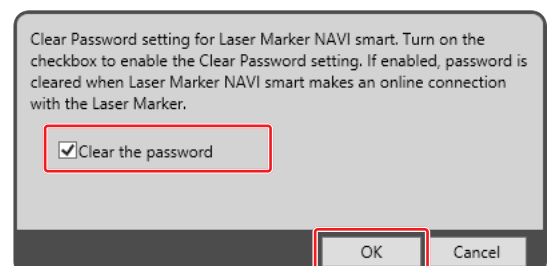 Clear Password setting for Laser Marker NAVI smart. Turn on the
checkbox to enable the Clear Password setting. If enabled, password is
cleared when Laser Marker NAVI smart makes an online connection
with the Laser Marker.
Clear the password
OK Cancel